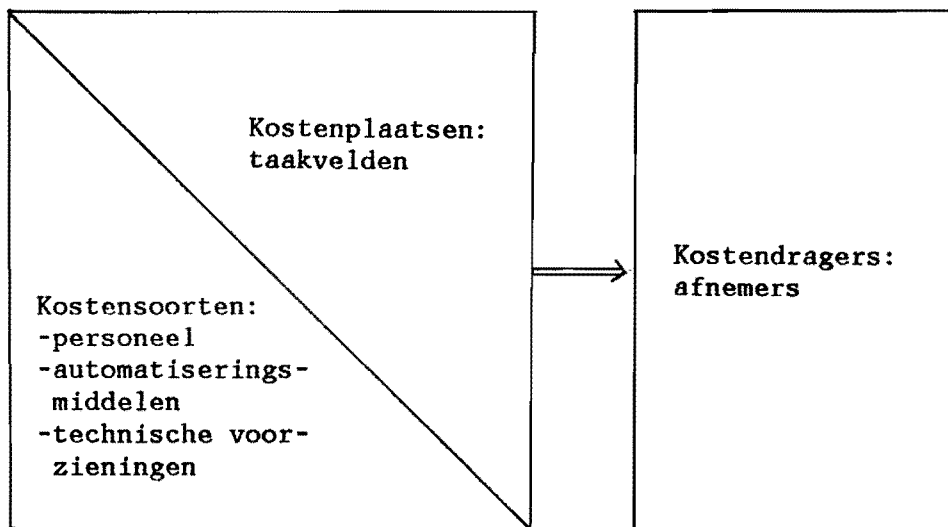 Kostenplaatsen:
taakvelden
Kostensoorten:
-personeel
-automatiserings-
middelen
-technische voor-
zieningen
Kostendragers:
afnemers